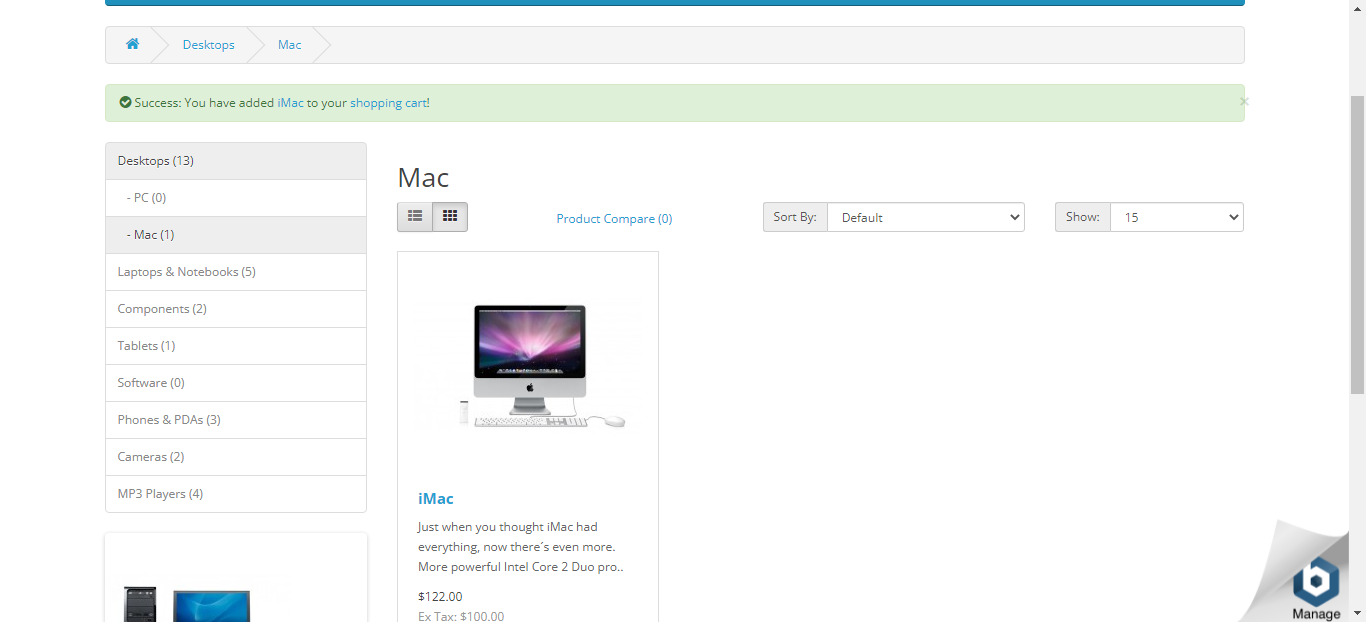 Desktops
Mac
Success: You have added iMac to your shopping cart!
×
Desktops (13)
- PC (0)
- Mac (1)
Laptops & Notebooks (5)
Components (2)
Tablets (1)
Software (0)
Phones & PDAs (3)
Cameras (2)
MP3 Players (4)
Mac
Product Compare (0)
Sort By: Default
Show: 15
iMac
Just when you thought iMac had
everything, now there´s even more.
More powerful Intel Core 2 Duo pro..
$122.00
Ex Tax: $100.00
Manage